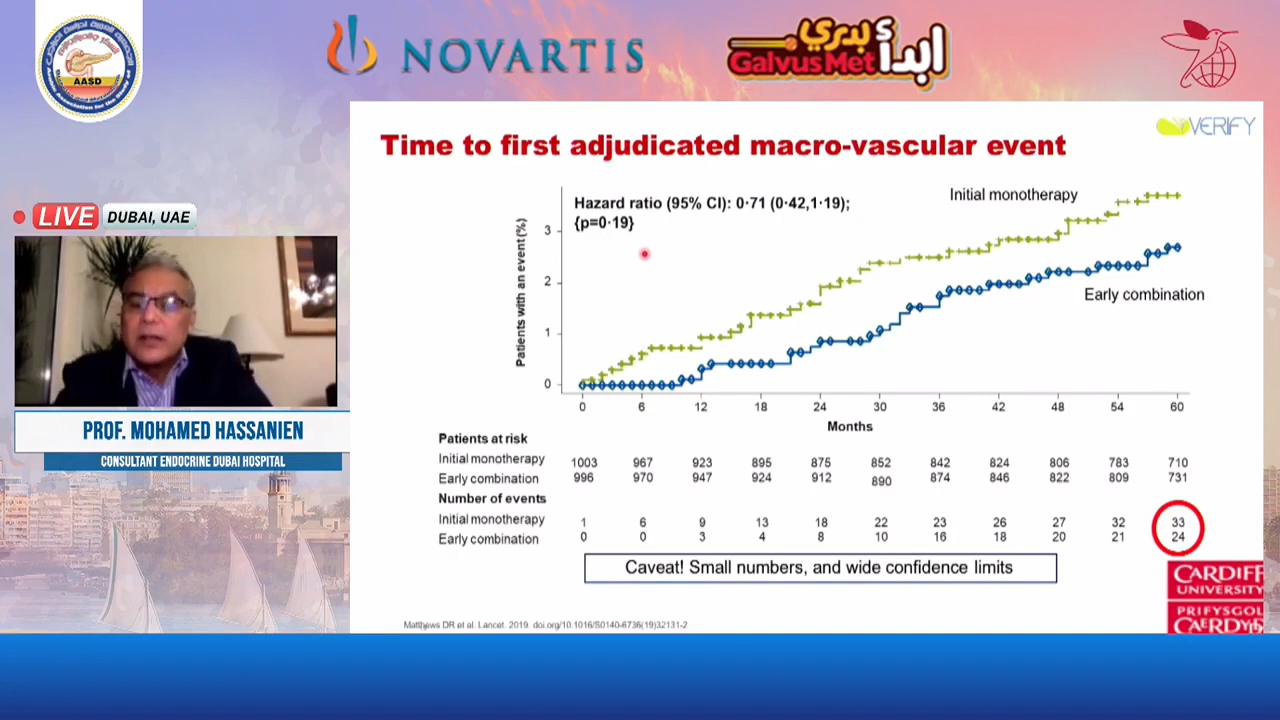 AASD
Arab Association for the Study of
NOVARTIS
ابدأ بدري
GalvusMet
VERIFY
Time to first adjudicated macro-vascular event
Hazard ratio (95% CI): 0·71 (0·42,1·19);
{p=0·19}
Initial monotherapy
Early combination
Patients with an event (%)
3
2
1
0
0 6 12 18 24 30 36 42 48 54 60
Months
LIVE
DUBAI, UAE
PROF. MOHAMED HASSANIEN
CONSULTANT ENDOCRINE DUBAI HOSPITAL
Patients at risk
Initial monotherapy 1003 967 923 895 875 852 842 824 806 783 710
Early combination 996 970 947 924 912 890 874 846 822 809 731
Number of events
Initial monotherapy 1 6 9 13 18 22 23 26 27 32 33
Early combination 0 0 3 4 8 10 16 18 20 21 24
Caveat! Small numbers, and wide confidence limits
CARDIFF
UNIVERSITY
PRIFYSGOL
CAERDYD
Matthews DR et al. Lancet. 2019. doi.org/10.1016/S0140-6736(19)32131-2